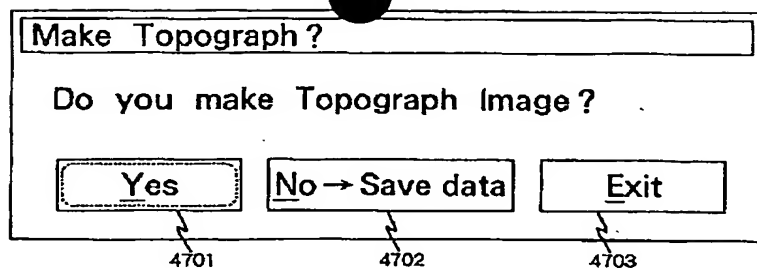 Make Topograph?
Do you make Topograph Image?
Yes No→Save data Exit
4701 4702 4703